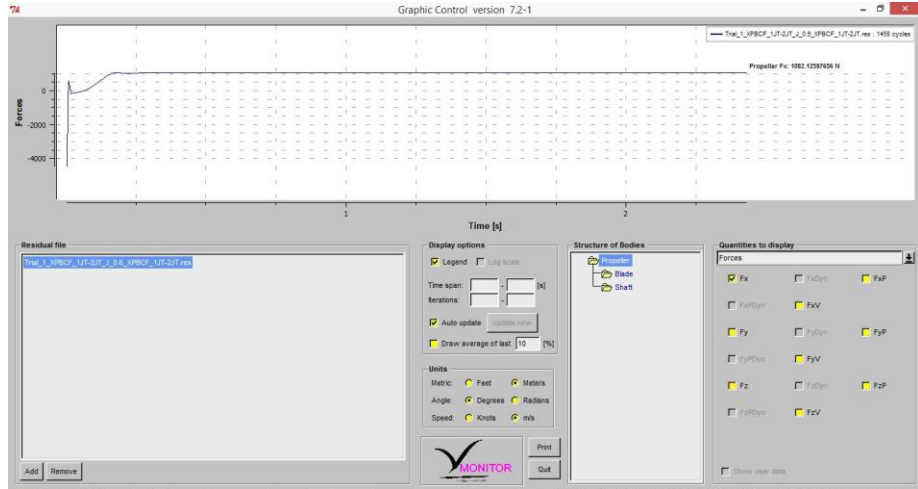 Graphic Control version 7.2-1
Trial_1_XPBCF_1JT-2JT_J_0.6_XPBCF_1JT-2JT.res : 1458 cycles
Propeller Fx: 1082.12597656 N
Forces
0
-2000
-4000
1
2
Time [s]
Residual file
Trial_1_XPBCF_1JT-2JT_J_0.6_XPBCF_1JT-2JT.res
Add
Remove
Display options
Legend
Log scale
Time span: - [s]
Iterations: -
Auto update
Update now
Draw average of last 10 [%]
Units
Metric: Feet Meters
Angle: Degrees Radians
Speed: Knots m/s
MONITOR
Print
Quit
Structure of Bodies
Propeller
Blade
Shaft
Quantities to display
Forces
Fx FxDyn FxP
FxPDyn FxV
Fy FyDyn FyP
FyPDyn FyV
Fz FzDyn FzP
FzPDyn FzV
Show user data